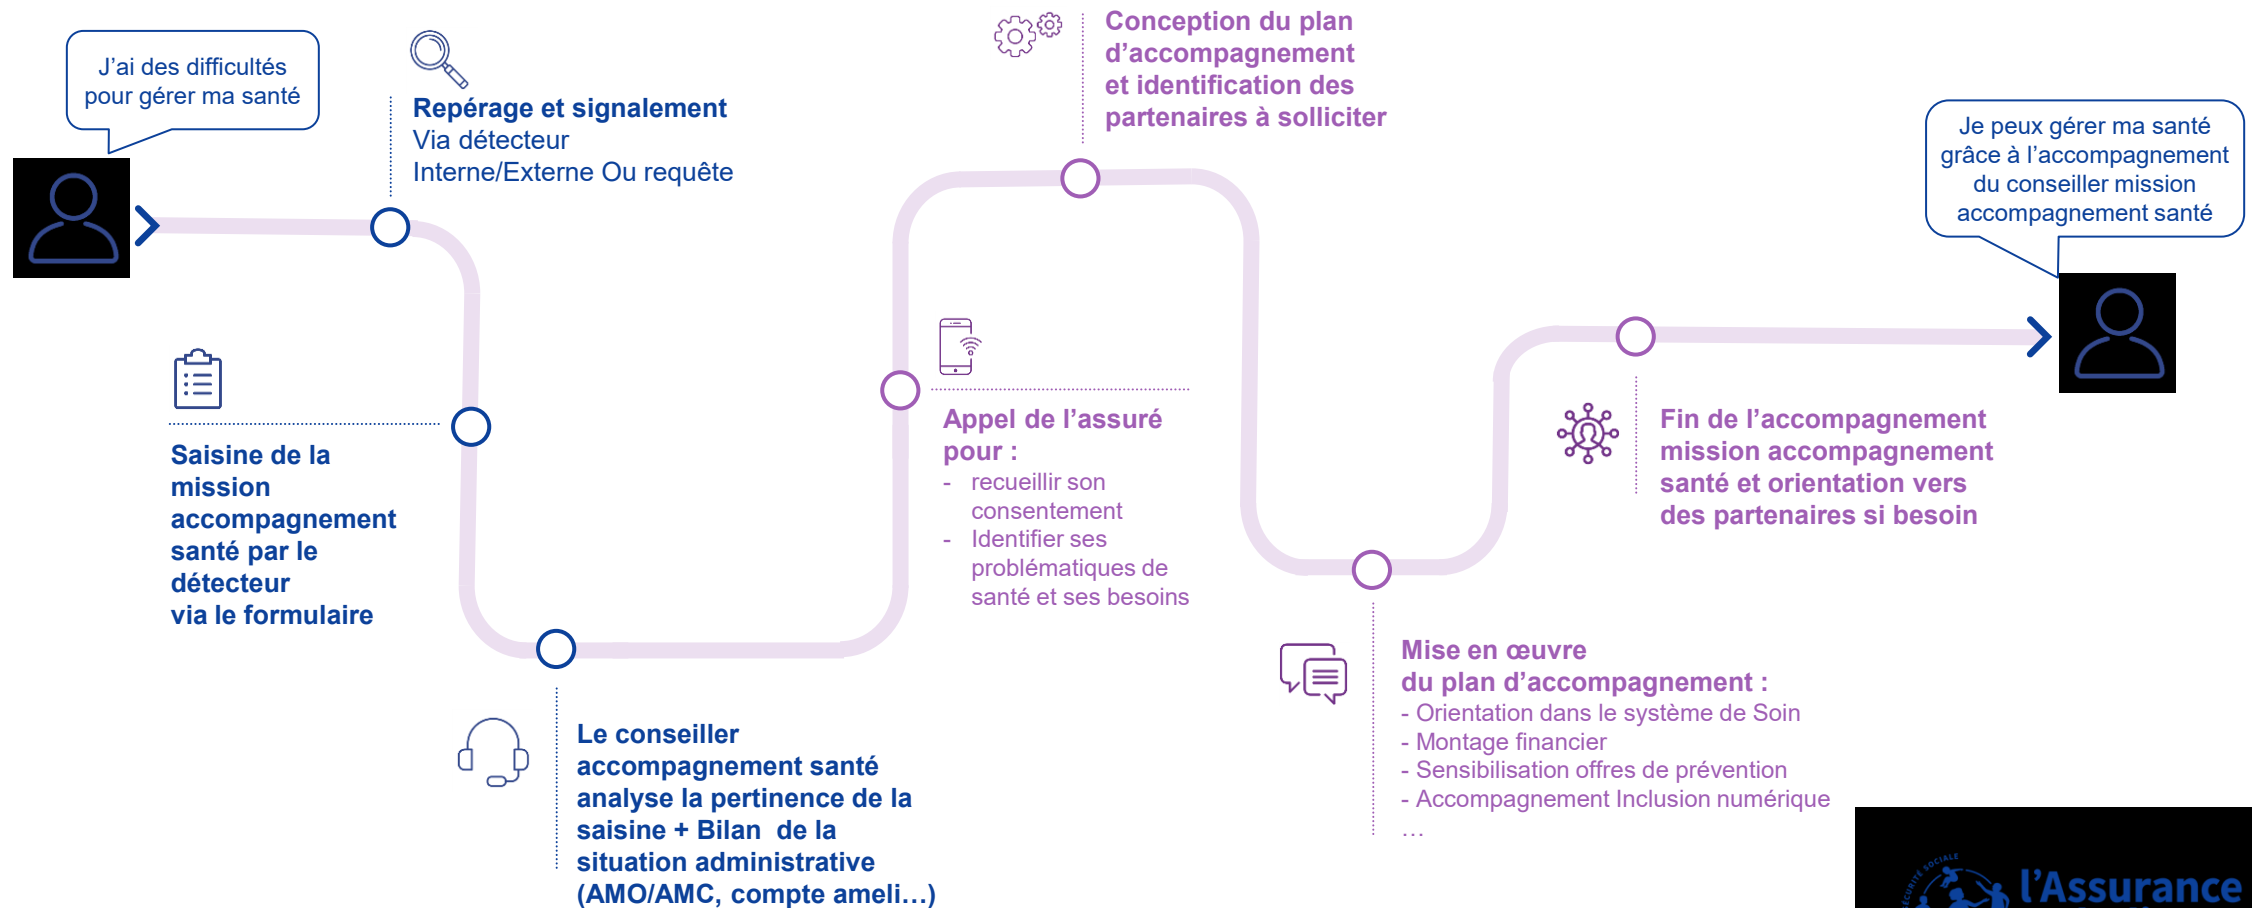 J'ai des difficultés
pour gérer ma santé
Repérage et signalement
Via détecteur
Interne/Externe Ou requête
Saisine de la
mission
accompagnement
santé par le
détecteur
via le formulaire
Le conseiller
accompagnement santé
analyse la pertinence de la
saisine + Bilan de la
situation administrative
(AMO/AMC, compte ameli…)
Appel de l'assuré
pour :
- recueillir son
consentement
- Identifier ses
problématiques de
santé et ses besoins
Conception du plan
d'accompagnement
et identification des
partenaires à solliciter
Mise en œuvre
du plan d'accompagnement :
- Orientation dans le système de Soin
- Montage financier
- Sensibilisation offres de prévention
- Accompagnement Inclusion numérique
…
Fin de l'accompagnement
mission accompagnement
santé et orientation vers
des partenaires si besoin
Je peux gérer ma santé
grâce à l'accompagnement
du conseiller mission
accompagnement santé
SÉCURITÉ SOCIALE
l'Assurance